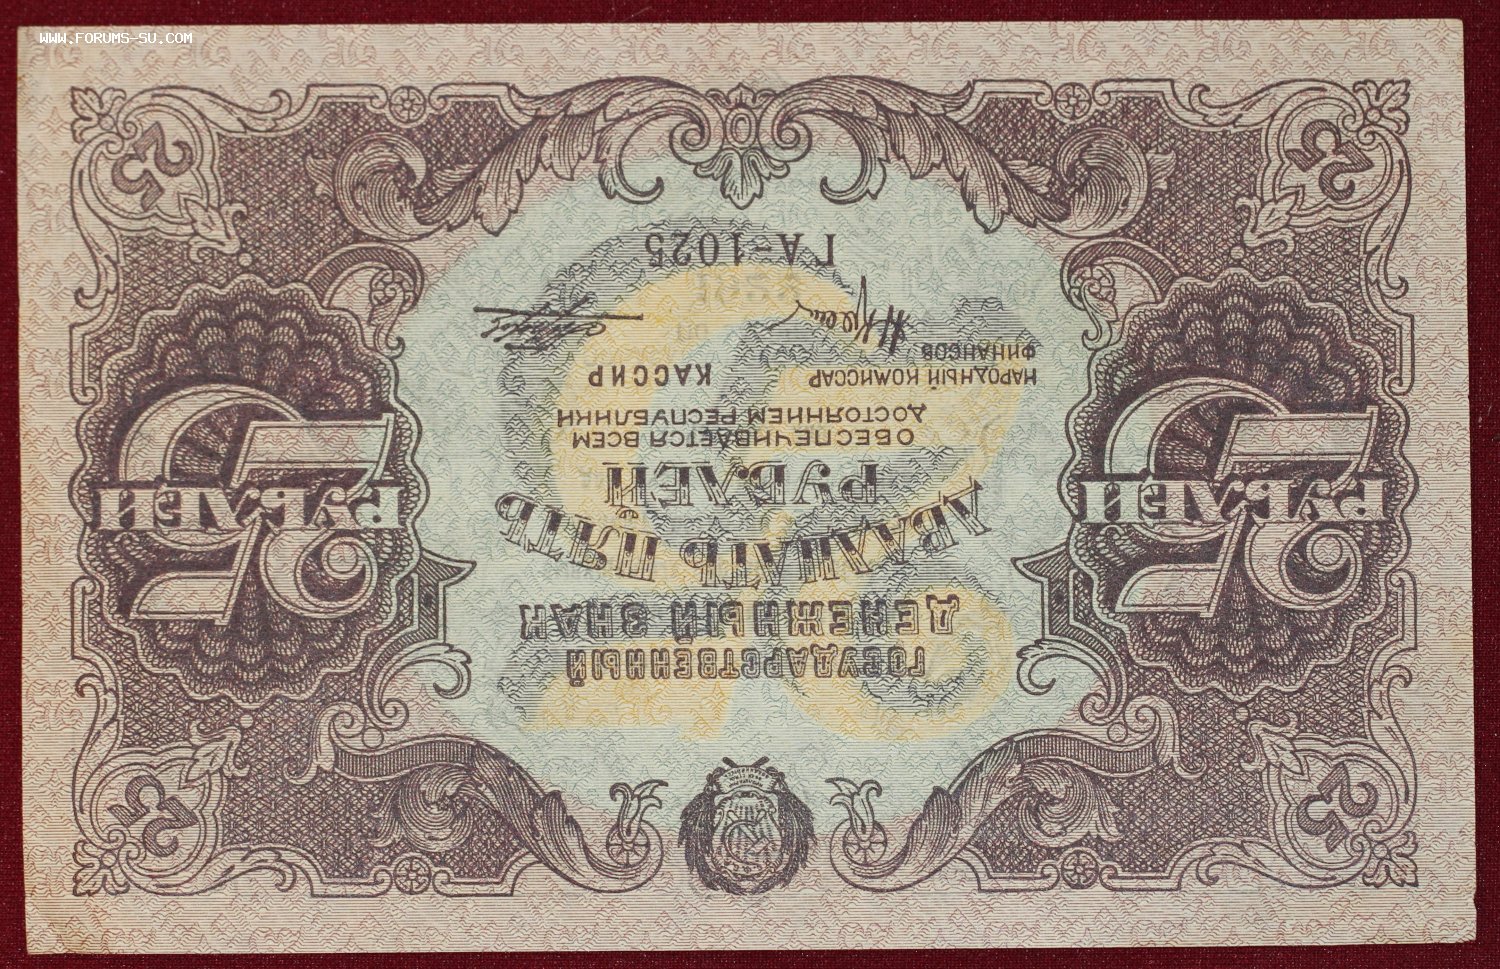 WWW.FORUMS-SU.COM
25 25
ГОСУДАРСТВЕННЫЙ
ДЕНЕЖНЫЙ ЗНАК
ДВАДЦАТЬ ПЯТЬ
РУБЛЕЙ
25 РУБЛЕЙ
25 РУБЛЕЙ
ОБЕСПЕЧИВАЕТСЯ ВСЕМ
ДОСТОЯНИЕМ РЕСПУБЛИКИ
НАРОДНЫЙ КОМИССАР КАССИР
ФИНАНСОВ
ГА-1025
25 25